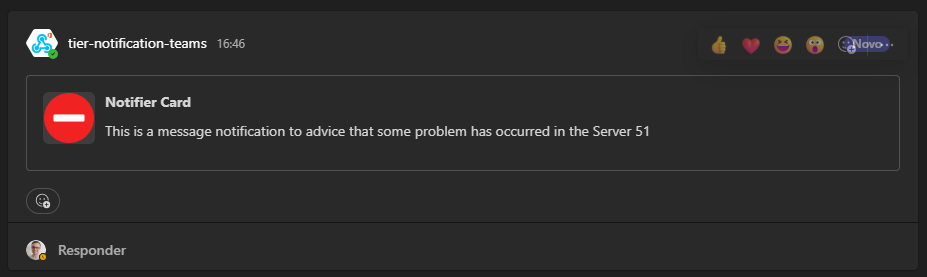 tier-notification-teams 16:46
Novo
Notifier Card
This is a message notification to advice that some problem has occurred in the Server 51
Responder